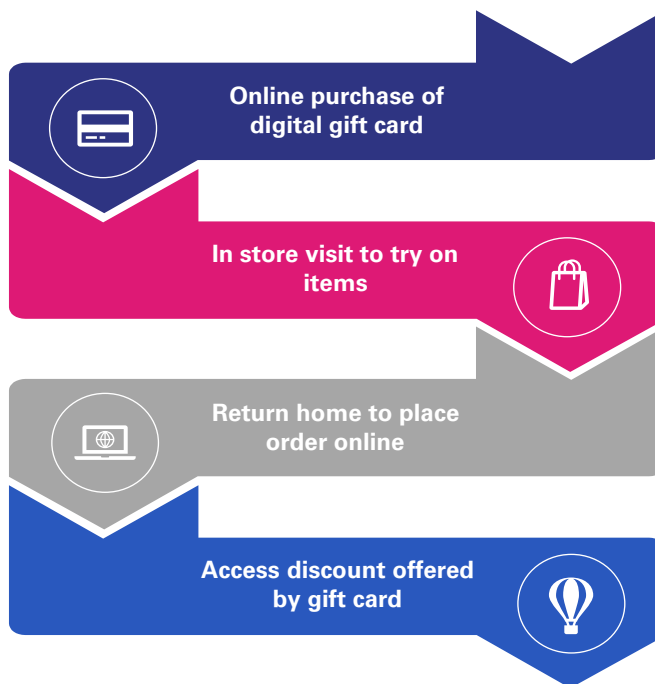 Online purchase of
digital gift card
In store visit to try on
items
Return home to place
order online
Access discount offered
by gift card